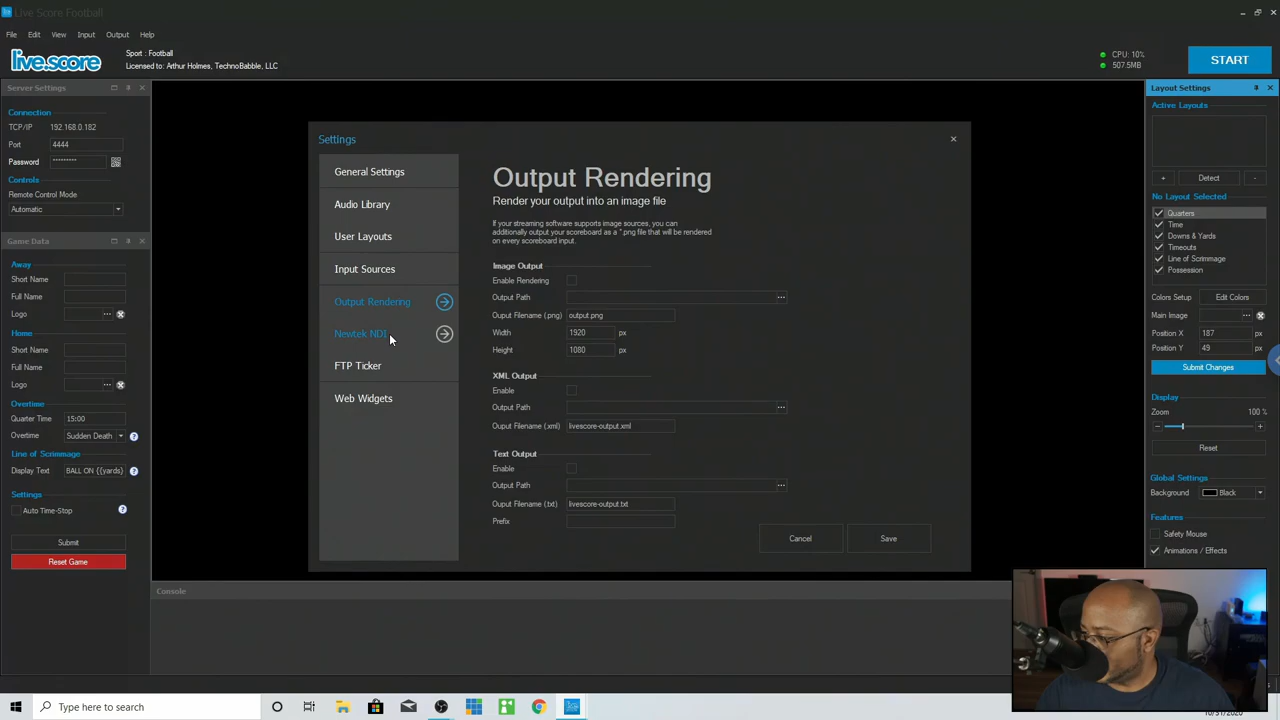 Live Score Football
File Edit View Input Output Help
live.score
Sport : Football
Licensed to: Arthur Holmes, TechnoBabble, LLC
CPU: 10%
507.5MB
START
Server Settings
Connection
TCP/IP 192.168.0.182
Port 4444
Password *********
Controls
Remote Control Mode
Automatic
Game Data
Away
Short Name
Full Name
Logo
Home
Short Name
Full Name
Logo
Overtime
Quarter Time 15:00
Overtime Sudden Death
Line of Scrimmage
Display Text BALL ON {{yards}
Settings
Auto Time-Stop
Submit
Reset Game
Settings
General Settings
Audio Library
User Layouts
Input Sources
Output Rendering
Newtek NDI
FTP Ticker
Web Widgets
Output Rendering
Render your output into an image file
If your streaming software supports image sources, you can
additionally output your scoreboard as a *.png file that will be rendered
on every scoreboard input.
Image Output
Enable Rendering
Output Path ...
Ouput Filename (.png) output.png
Width 1920 px
Height 1080 px
XML Output
Enable
Output Path ...
Ouput Filename (.xml) livescore-output.xml
Text Output
Enable
Output Path ...
Ouput Filename (.txt) livescore-output.txt
Prefix
Cancel Save
Console
Layout Settings
Active Layouts
+ Detect -
No Layout Selected
Quarters
Time
Downs & Yards
Timeouts
Line of Scrimmage
Possession
Colors Setup Edit Colors
Main Image ...
Position X 187 px
Position Y 49 px
Submit Changes
Display
Zoom 100 %
Reset
Global Settings
Background Black
Features
Safety Mouse
Animations / Effects
Type here to search